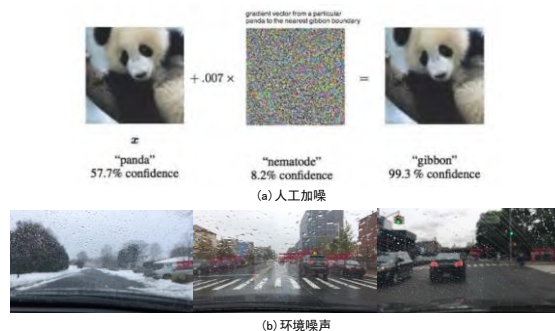 gradient vector from a particular
panda to the nearest gibbon boundary
+ .007 ×
=
x
"panda"
57.7% confidence
"nematode"
8.2% confidence
"gibbon"
99.3 % confidence
(a)人工加噪
(b)环境噪声